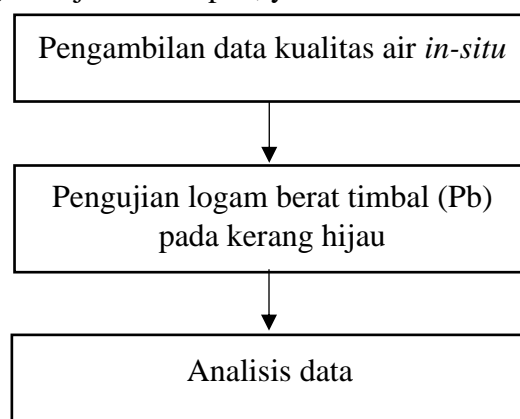 Pengambilan data kualitas air in-situ
Pengujian logam berat timbal (Pb)
pada kerang hijau
Analisis data